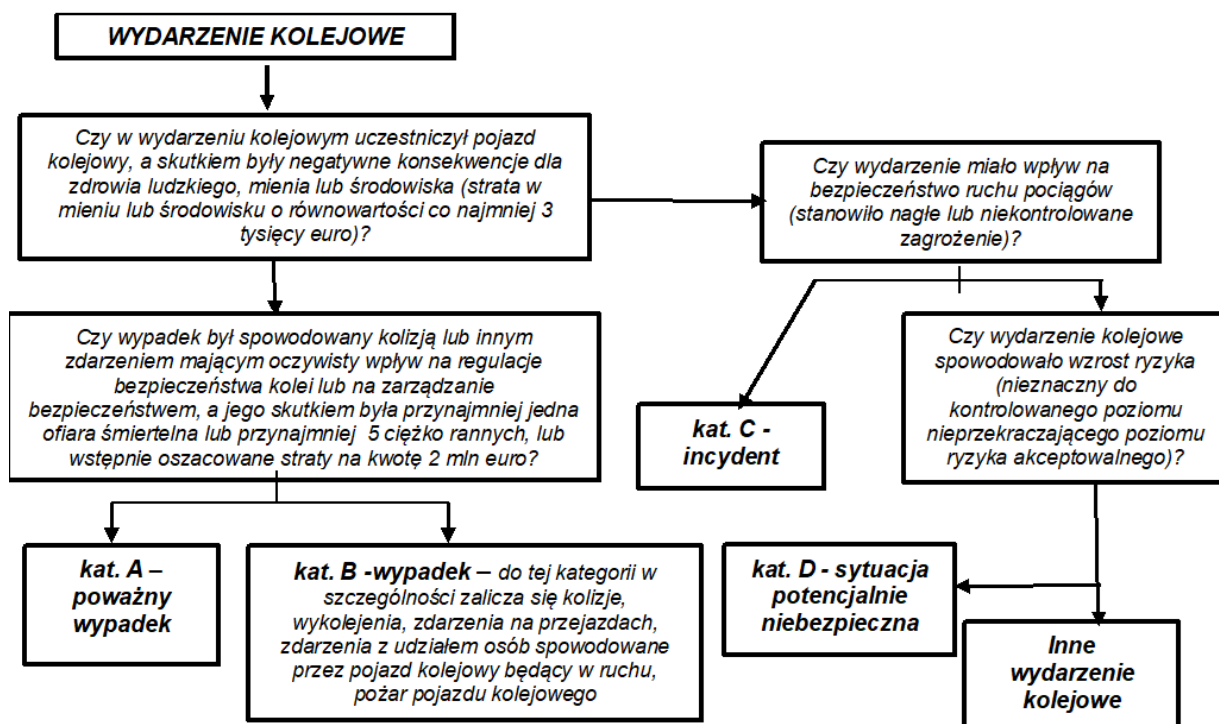 WYDARZENIE KOLEJOWE
Czy w wydarzeniu kolejowym uczestniczył pojazd
kolejowy, a skutkiem były negatywne konsekwencje dla
zdrowia ludzkiego, mienia lub środowiska (strata w
mieniu lub środowisku o równowartości co najmniej 3
tysięcy euro)?
Czy wydarzenie miało wpływ na
bezpieczeństwo ruchu pociągów
(stanowiło nagłe lub niekontrolowane
zagrożenie)?
Czy wypadek był spowodowany kolizją lub innym
zdarzeniem mającym oczywisty wpływ na regulacje
bezpieczeństwa kolei lub na zarządzanie
bezpieczeństwem, a jego skutkiem była przynajmniej jedna
ofiara śmiertelna lub przynajmniej 5 ciężko rannych, lub
wstępnie oszacowane straty na kwotę 2 mln euro?
kat. C -
incydent
Czy wydarzenie kolejowe
spowodowało wzrost ryzyka
(nieznaczny do
kontrolowanego poziomu
nieprzekraczającego poziomu
ryzyka akceptowalnego)?
kat. A –
poważny
wypadek
kat. B -wypadek – do tej kategorii w
szczególności zalicza się kolizje,
wykolejenia, zdarzenia na przejazdach,
zdarzenia z udziałem osób spowodowane
przez pojazd kolejowy będący w ruchu,
pożar pojazdu kolejowego
kat. D - sytuacja
potencjalnie
niebezpieczna
Inne
wydarzenie
kolejowe